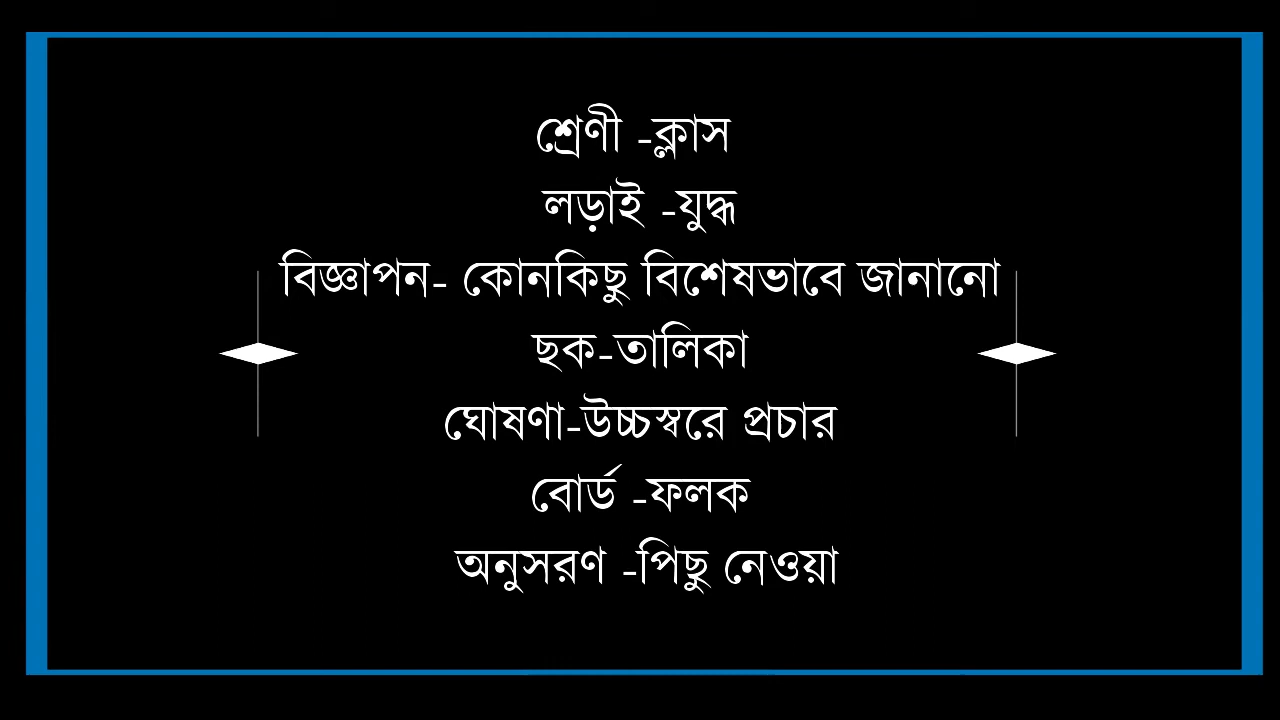 শ্রেণী -ক্লাস
লড়াই -যুদ্ধ
বিজ্ঞাপন- কোনকিছু বিশেষভাবে জানানো
ছক-তালিকা
ঘোষণা-উচ্চস্বরে প্রচার
বোর্ড -ফলক
অনুসরণ -পিছু নেওয়া